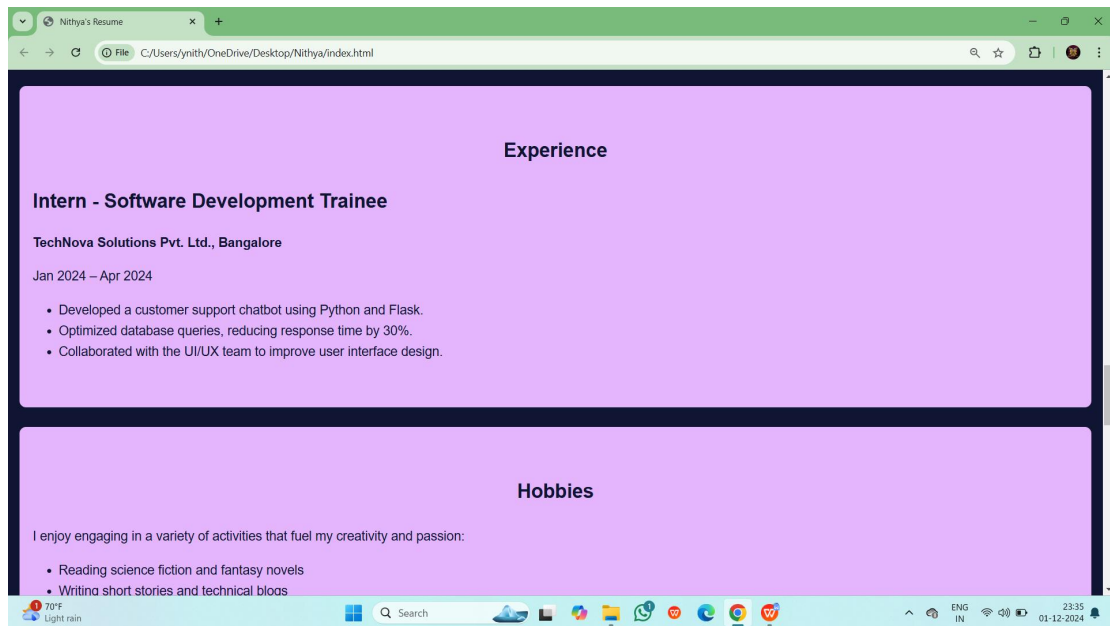 Nithya's Resume
File C:/Users/ynith/OneDrive/Desktop/Nithya/index.html
Experience
Intern - Software Development Trainee
TechNova Solutions Pvt. Ltd., Bangalore
Jan 2024 – Apr 2024
• Developed a customer support chatbot using Python and Flask.
• Optimized database queries, reducing response time by 30%.
• Collaborated with the UI/UX team to improve user interface design.
Hobbies
I enjoy engaging in a variety of activities that fuel my creativity and passion:
• Reading science fiction and fantasy novels
• Writing short stories and technical blogs
1
70°F
Light rain
Search
1
ENG
IN
23:35
01-12-2024